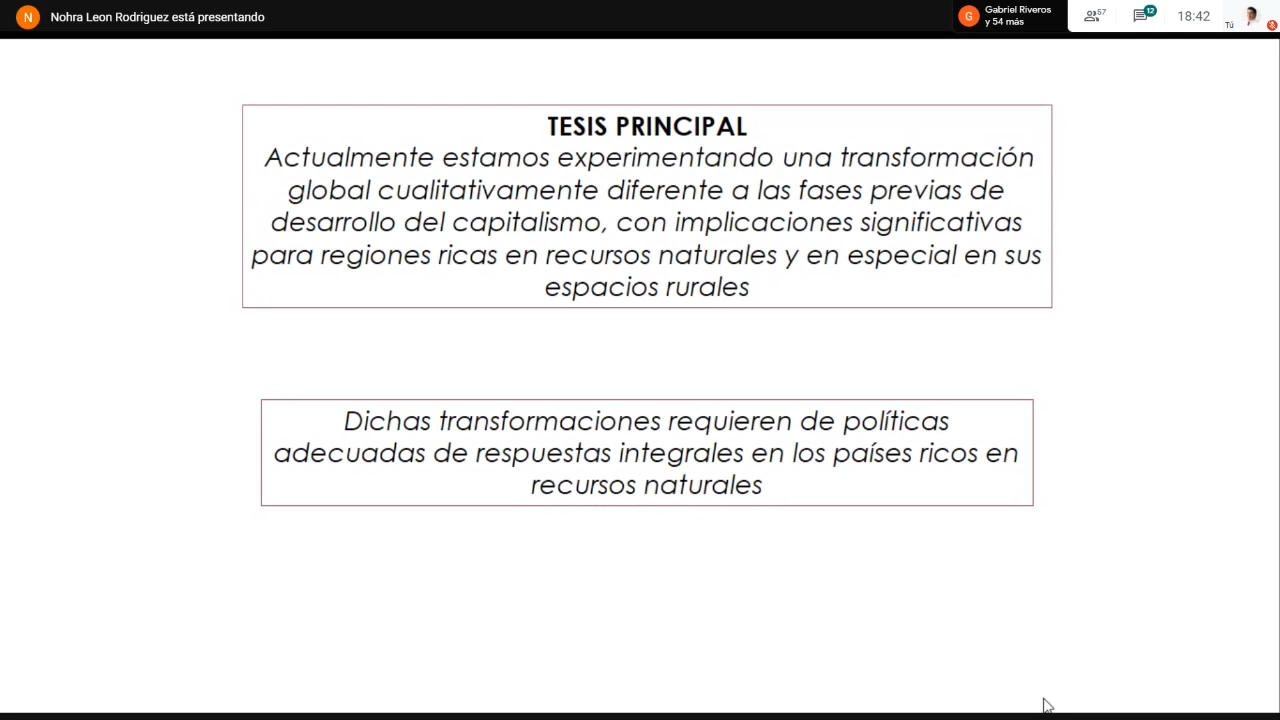 N Nohra Leon Rodriguez está presentando
G Gabriel Riveros
y 54 más
57
12
18:42
Tú
TESIS PRINCIPAL
Actualmente estamos experimentando una transformación
global cualitativamente diferente a las fases previas de
desarrollo del capitalismo, con implicaciones significativas
para regiones ricas en recursos naturales y en especial en sus
espacios rurales
Dichas transformaciones requieren de políticas
adecuadas de respuestas integrales en los países ricos en
recursos naturales